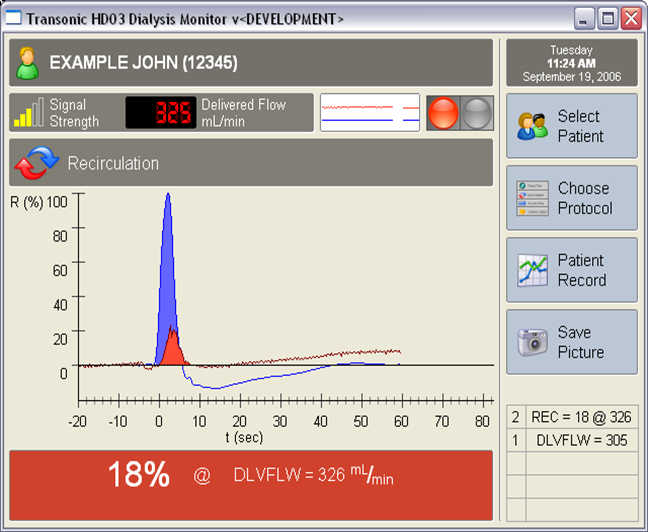 Transonic HD03 Dialysis Monitor v<DEVELOPMENT>
EXAMPLE JOHN (12345)
Tuesday
11:24 AM
September 19, 2006
Signal
Strength
325
Delivered Flow
mL/min
Recirculation
Select
Patient
Choose
Protocol
Patient
Record
Save
Picture
R (%)
100
80
60
40
20
0
-20 -10 0 10 20 30 40 50 60 70 80
t (sec)
2 REC = 18 @ 326
1 DLVFLW = 305
18% @ DLVFLW = 326 mL/min